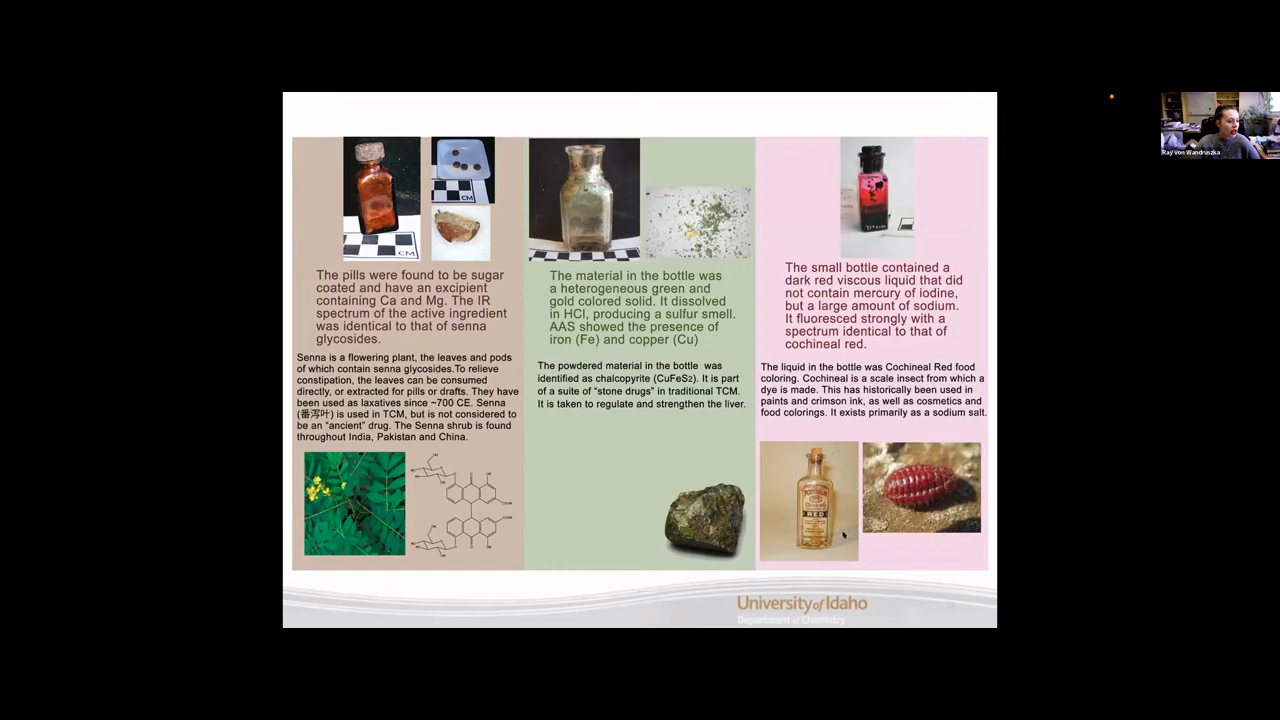 The pills were found to be sugar
coated and have an excipient
containing Ca and Mg. The IR
spectrum of the active ingredient
was identical to that of senna
glycosides.
Senna is a flowering plant, the leaves and pods
of which contain senna glycosides.To relieve
constipation, the leaves can be consumed
directly, or extracted for pills or drafts. They have
been used as laxatives since ~700 CE. Senna
(番泻叶) is used in TCM, but is not considered to
be an “ancient” drug. The Senna shrub is found
throughout India, Pakistan and China.
CM
CM
The material in the bottle was
a heterogeneous green and
gold colored solid. It dissolved
in HCl, producing a sulfur smell.
AAS showed the presence of
iron (Fe) and copper (Cu)
The powdered material in the bottle was
identified as chalcopyrite (CuFeS2). It is part
of a suite of “stone drugs” in traditional TCM.
It is taken to regulate and strengthen the liver.
The small bottle contained a
dark red viscous liquid that did
not contain mercury of iodine,
but a large amount of sodium.
It fluoresced strongly with a
spectrum identical to that of
cochineal red.
The liquid in the bottle was Cochineal Red food
coloring. Cochineal is a scale insect from which a
dye is made. This has historically been used in
paints and crimson ink, as well as cosmetics and
food colorings. It exists primarily as a sodium salt.
RED
University of Idaho
Department of Chemistry
Ray von Wandruszka